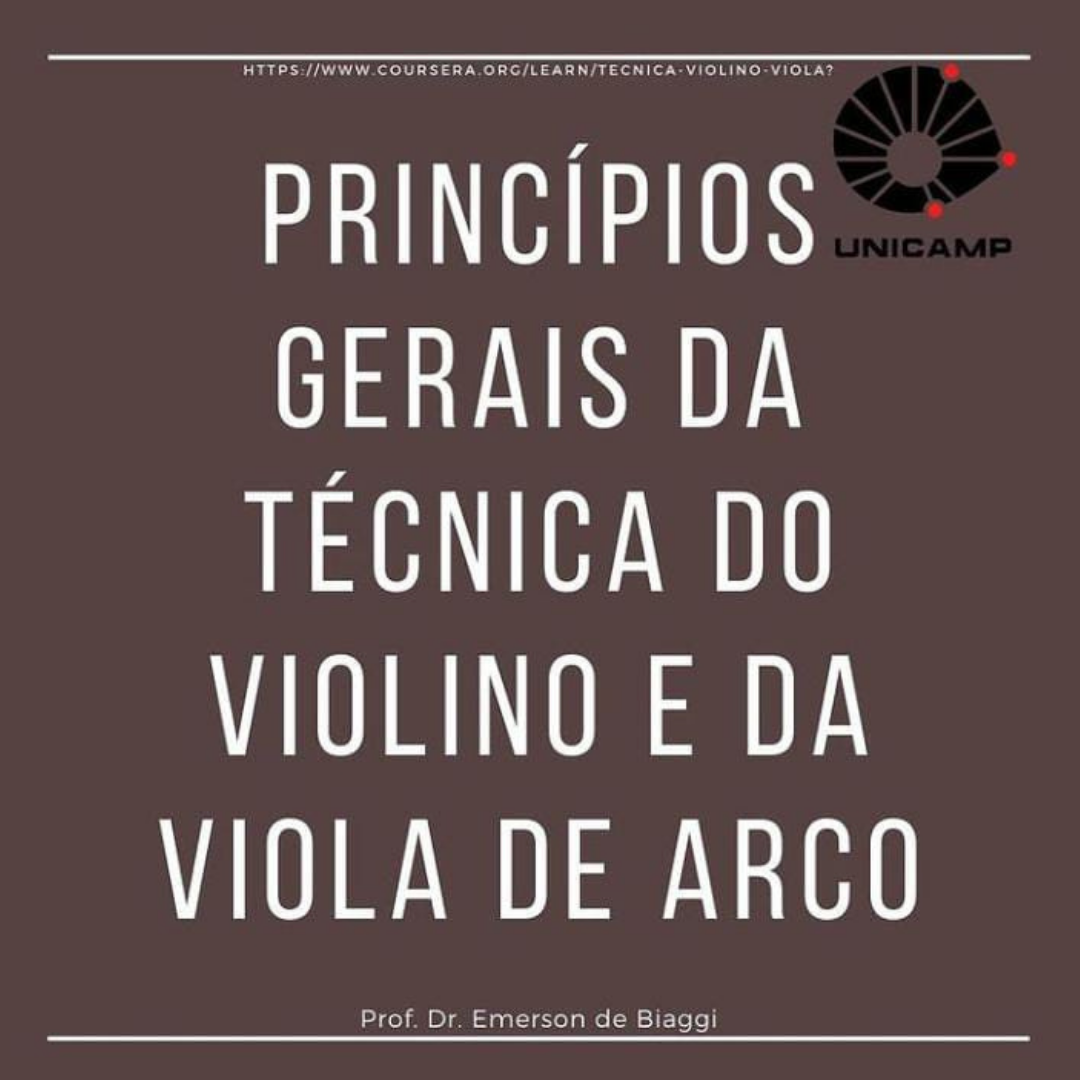 HTTPS://WWW.COURSERA.ORG/LEARN/TECNICA-VIOLINO-VIOLA?
UNICAMP
PRINCÍPIOS
GERAIS DA
TÉCNICA DO
VIOLINO E DA
VIOLA DE ARCO
Prof. Dr. Emerson de Biaggi